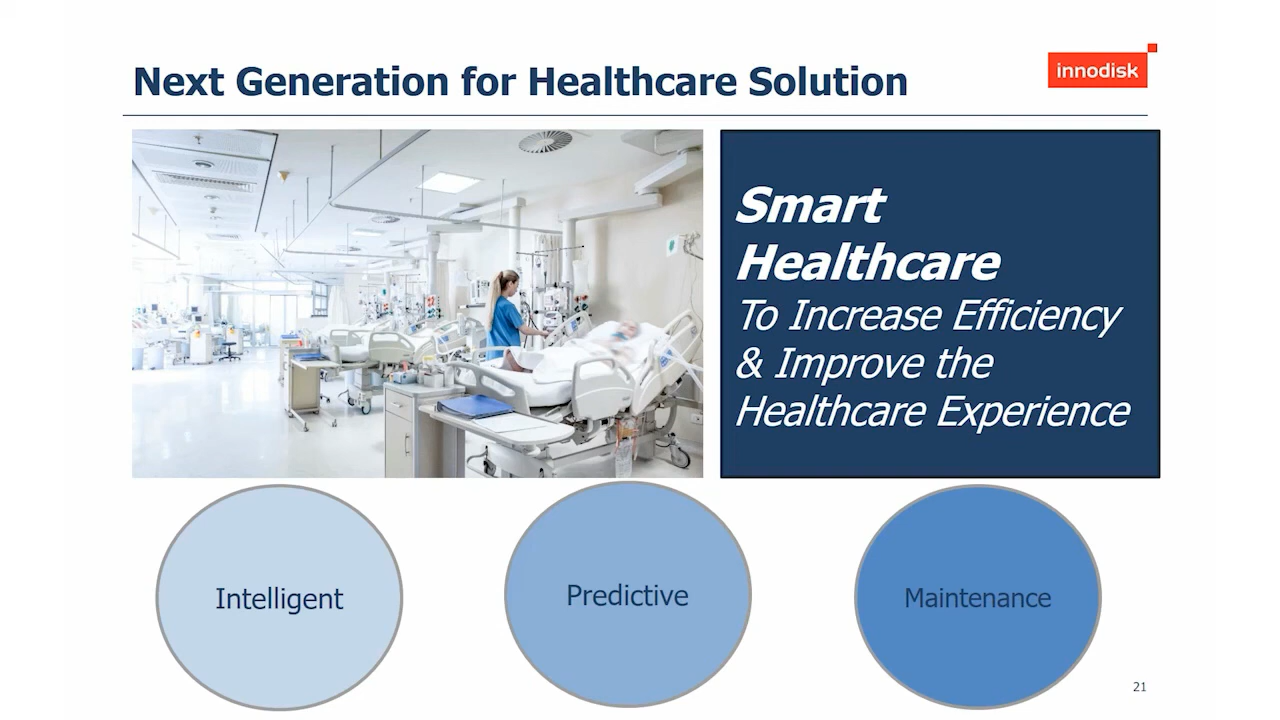 Next Generation for Healthcare Solution
innodisk
Smart
Healthcare
To Increase Efficiency
& Improve the
Healthcare Experience
Intelligent
Predictive
Maintenance
21